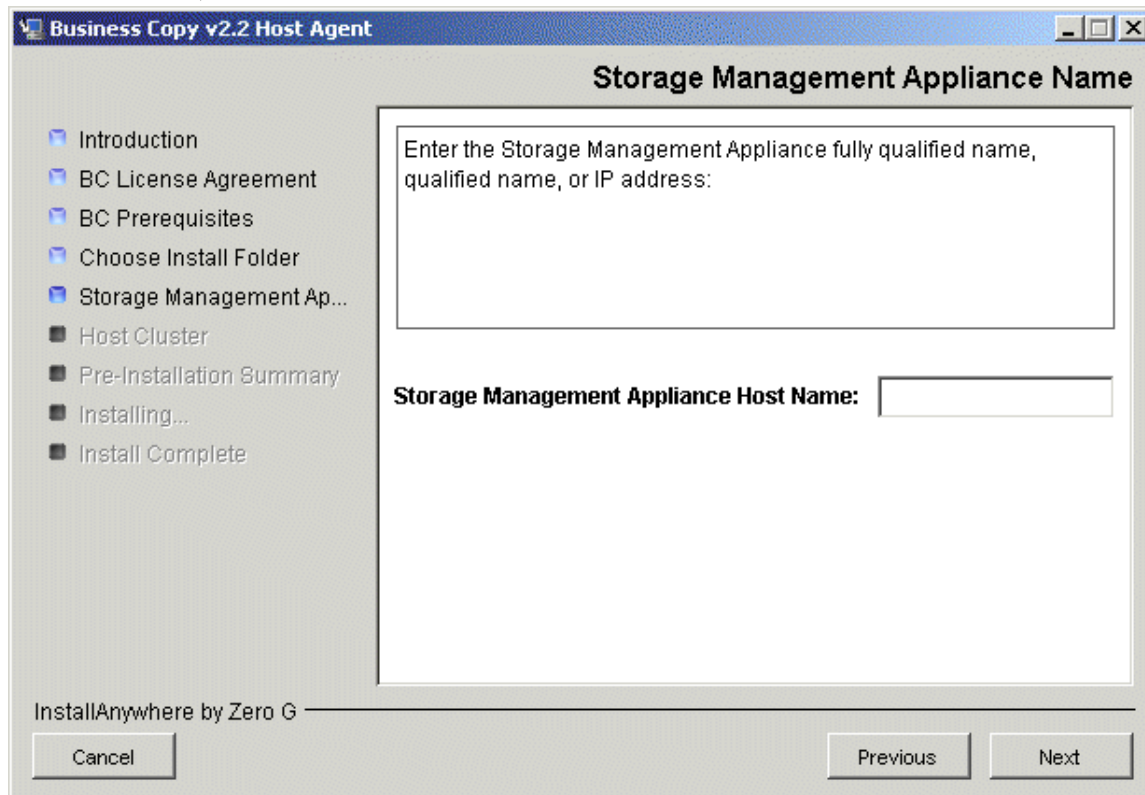 Business Copy v2.2 Host Agent
Storage Management Appliance Name
Introduction
BC License Agreement
BC Prerequisites
Choose Install Folder
Storage Management Ap...
Host Cluster
Pre-Installation Summary
Installing...
Install Complete
Enter the Storage Management Appliance fully qualified name,
qualified name, or IP address:
Storage Management Appliance Host Name:
InstallAnywhere by Zero G
Cancel
Previous
Next